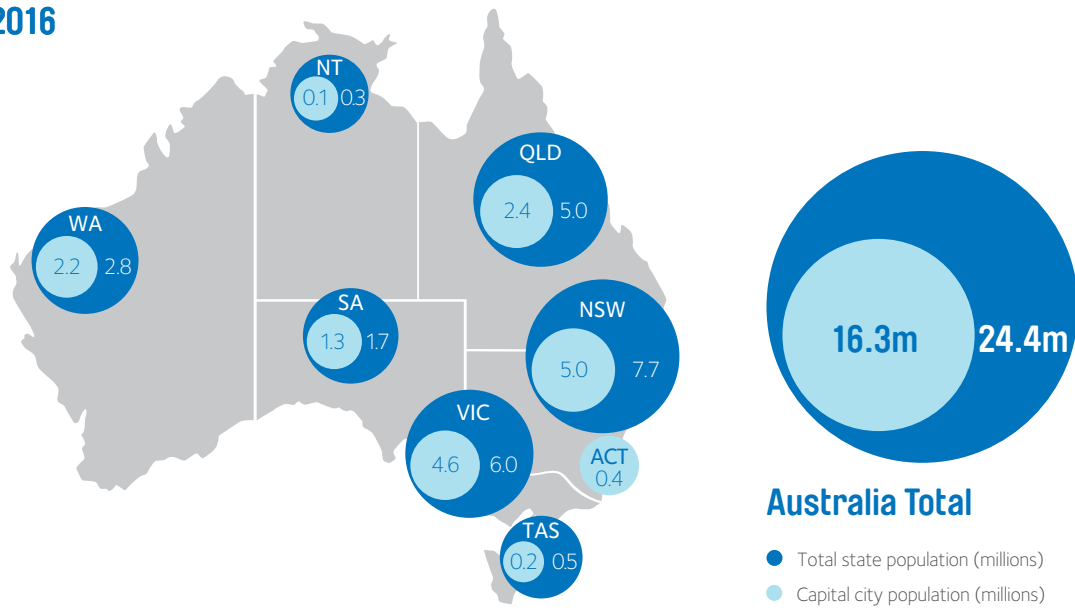 2016
NT
0.1 0.3
QLD
2.4 5.0
WA
2.2 2.8
SA
1.3 1.7
NSW
5.0 7.7
VIC
4.6 6.0
ACT
0.4
TAS
0.2 0.5
16.3m 24.4m
Australia Total
Total state population (millions)
Capital city population (millions)